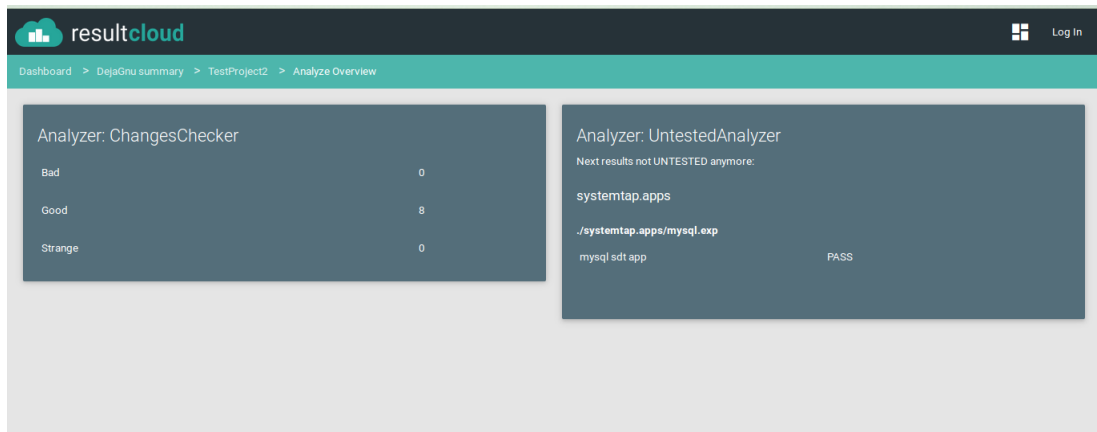 resultcloud
Log In
Dashboard > DejaGnu summary > TestProject2 > Analyze Overview
Analyzer: ChangesChecker
Bad 0
Good 8
Strange 0
Analyzer: UntestedAnalyzer
Next results not UNTESTED anymore:
systemtap.apps
./systemtap.apps/mysql.exp
mysql sdt app PASS